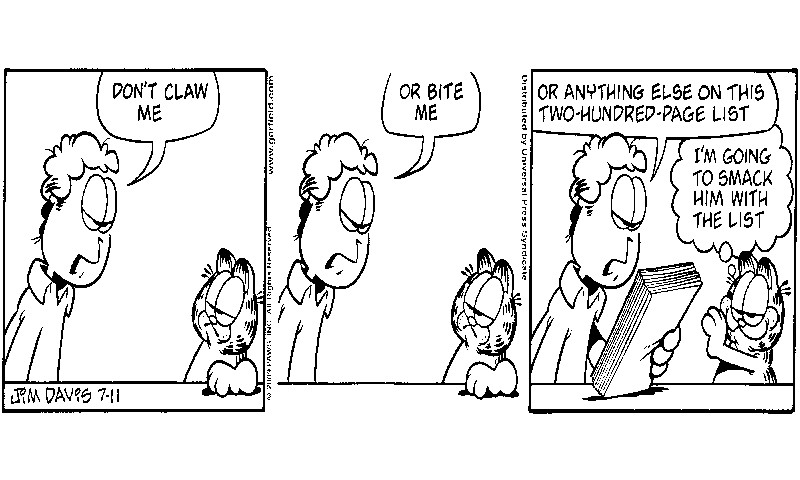 DON'T CLAW
ME
JIM DAVIS 7-11
www.garfield.com
OR BITE
ME
Distributed by Universal Press Syndicate
OR ANYTHING ELSE ON THIS
TWO-HUNDRED-PAGE LIST
I'M GOING
TO SMACK
HIM WITH
THE LIST